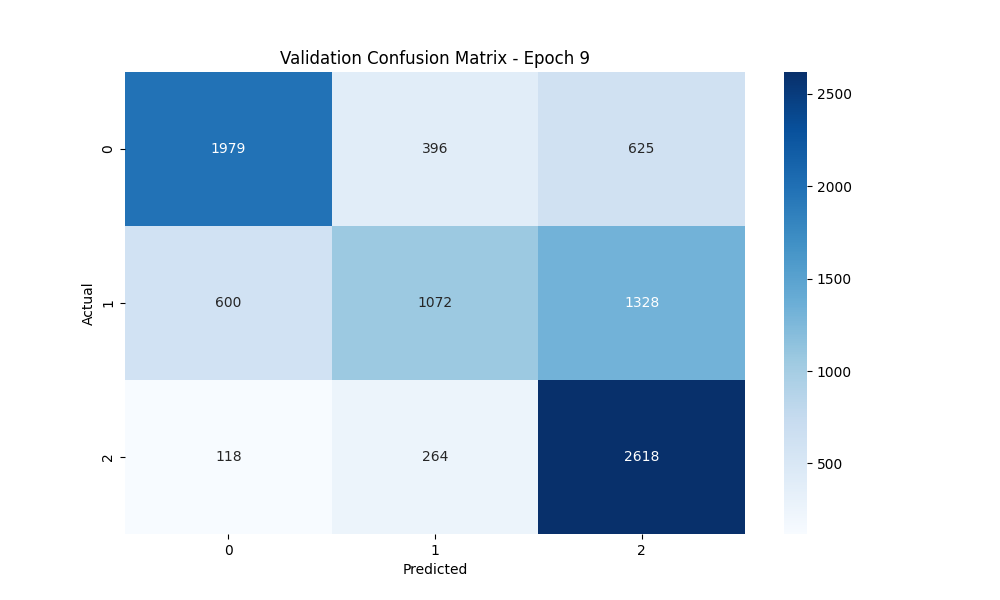 Validation Confusion Matrix - Epoch 9
0 1979 396 625
1 600 1072 1328
2 118 264 2618
0 1 2
Predicted
Actual
2500
2000
1500
1000
500